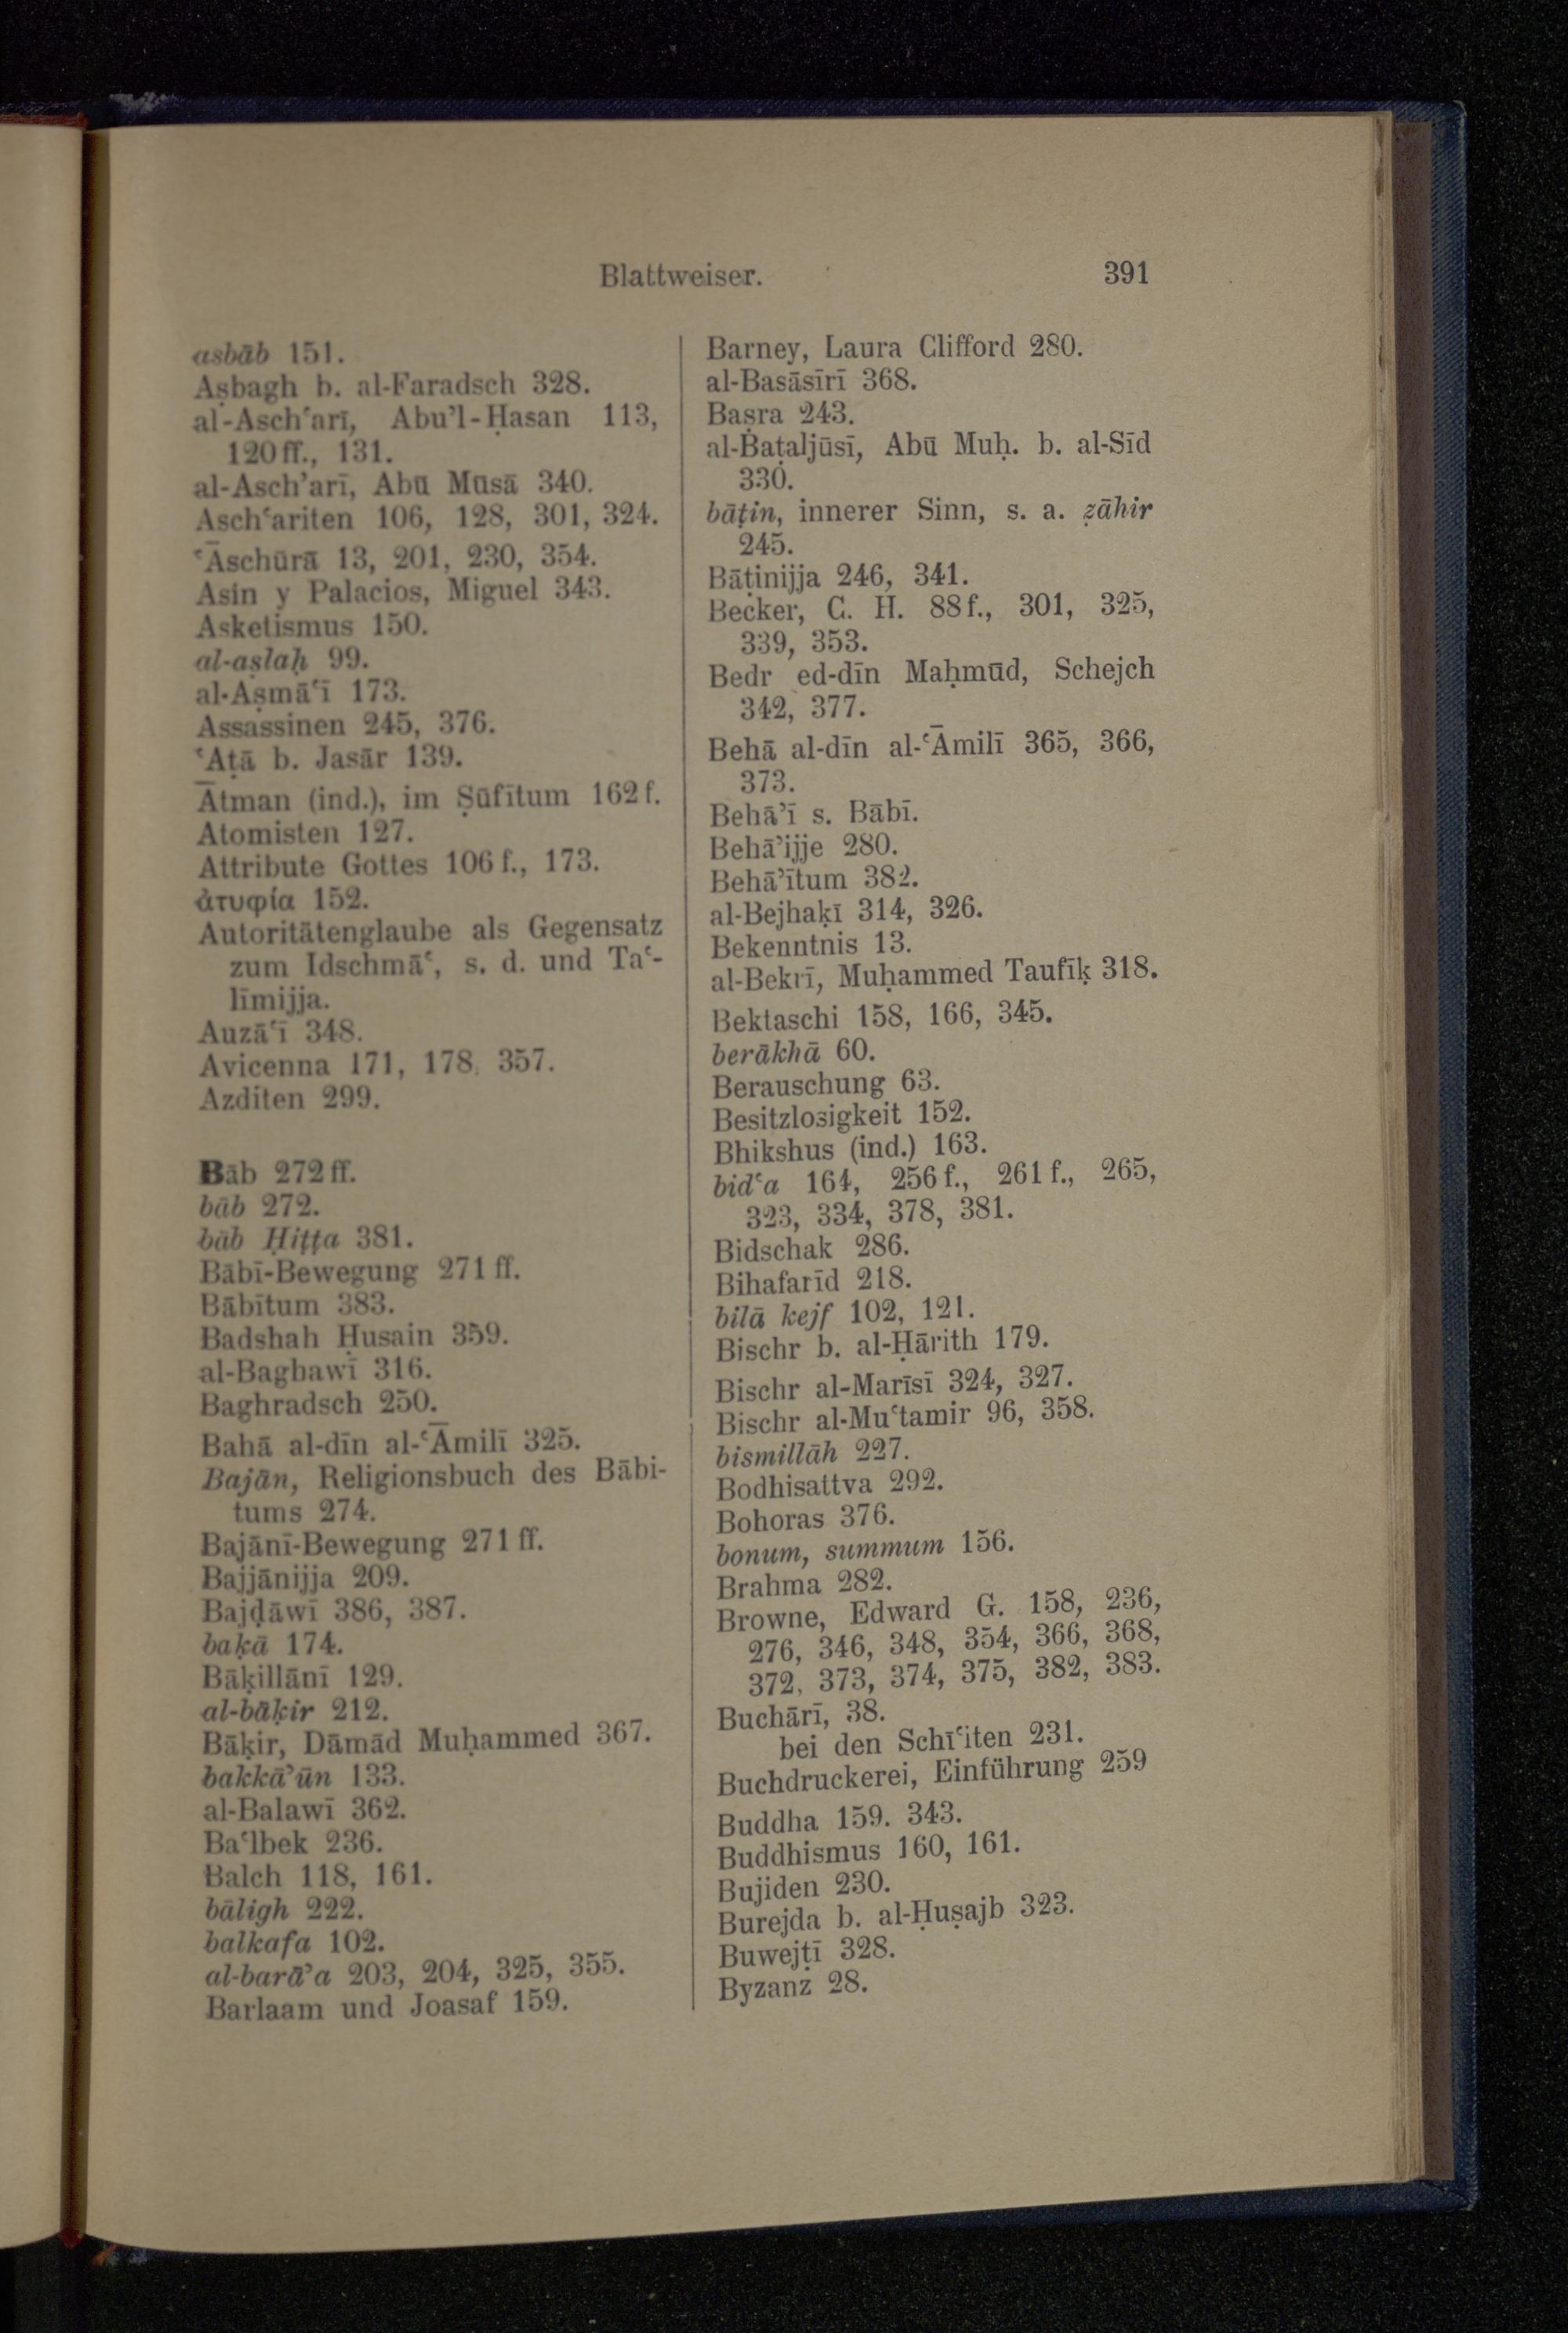 Blattweiser. 391
asbāb 151.
Aṣbagh b. al-Faradsch 328.
al-Aschʿarī, Abu’l-Ḥasan 113,
120 ff., 131.
al-Asch’arī, Abū Mūsā 340.
Aschʿariten 106, 128, 301, 324.
ʿĀschūrā 13, 201, 230, 354.
Asín y Palacios, Miguel 343.
Asketismus 150.
al-aṣlaḥ 99.
al-Aṣmāʿī 173.
Assassinen 245, 376.
ʿAṭā b. Jasār 139.
Ātman (ind.), im Ṣūfītum 162 f.
Atomisten 127.
Attribute Gottes 106 f., 173.
ἀτυφία 152.
Autoritätenglaube als Gegensatz
zum Idschmāʿ, s. d. und Taʿ-
līmijja.
Auzāʿī 348.
Avicenna 171, 178, 357.
Azditen 299.
Bāb 272 ff.
bāb 272.
bāb Ḥiṭṭa 381.
Bābī-Bewegung 271 ff.
Bābītum 383.
Badshah Ḥusain 359.
al-Baghawī 316.
Baghradsch 250.
Bahā al-dīn al-ʿĀmilī 325.
Bajān, Religionsbuch des Bābi-
tums 274.
Bajānī-Bewegung 271 ff.
Bajjānijja 209.
Bajḍāwī 386, 387.
baḳā 174.
Bāḳillānī 129.
al-bāḳir 212.
Bāḳir, Dāmād Muḥammed 367.
bakkā’ūn 133.
al-Balawī 362.
Baʿlbek 236.
Balch 118, 161.
bāligh 222.
balkafa 102.
al-barā’a 203, 204, 325, 355.
Barlaam und Joasaf 159.
Barney, Laura Clifford 280.
al-Basāsīrī 368.
Baṣra 243.
al-Baṭaljūsī, Abū Muḥ. b. al-Sīd
330.
bāṭin, innerer Sinn, s. a. ẓāhir
245.
Bāṭinijja 246, 341.
Becker, C. H. 88 f., 301, 325,
339, 353.
Bedr ed-dīn Maḥmūd, Schejch
342, 377.
Behā al-dīn al-ʿĀmilī 365, 366,
373.
Behā’ī s. Bābī.
Behā’ijje 280.
Behā’ītum 382.
al-Bejhaḳī 314, 326.
Bekenntnis 13.
al-Bekrī, Muḥammed Taufīḳ 318.
Bektaschi 158, 166, 345.
berākhā 60.
Berauschung 63.
Besitzlosigkeit 152.
Bhikshus (ind.) 163.
bidʿa 164, 256 f., 261 f., 265,
323, 334, 378, 381.
Bidschak 286.
Bihafarīd 218.
bilā kejf 102, 121.
Bischr b. al-Ḥārith 179.
Bischr al-Marīsī 324, 327.
Bischr al-Muʿtamir 96, 358.
bismillāh 227.
Bodhisattva 292.
Bohoras 376.
bonum, summum 156.
Brahma 282.
Browne, Edward G. 158, 236,
276, 346, 348, 354, 366, 368,
372, 373, 374, 375, 382, 383.
Buchārī, 38.
bei den Schīʿiten 231.
Buchdruckerei, Einführung 259
Buddha 159. 343.
Buddhismus 160, 161.
Bujiden 230.
Burejda b. al-Ḥuṣajb 323.
Buwejṭī 328.
Byzanz 28.